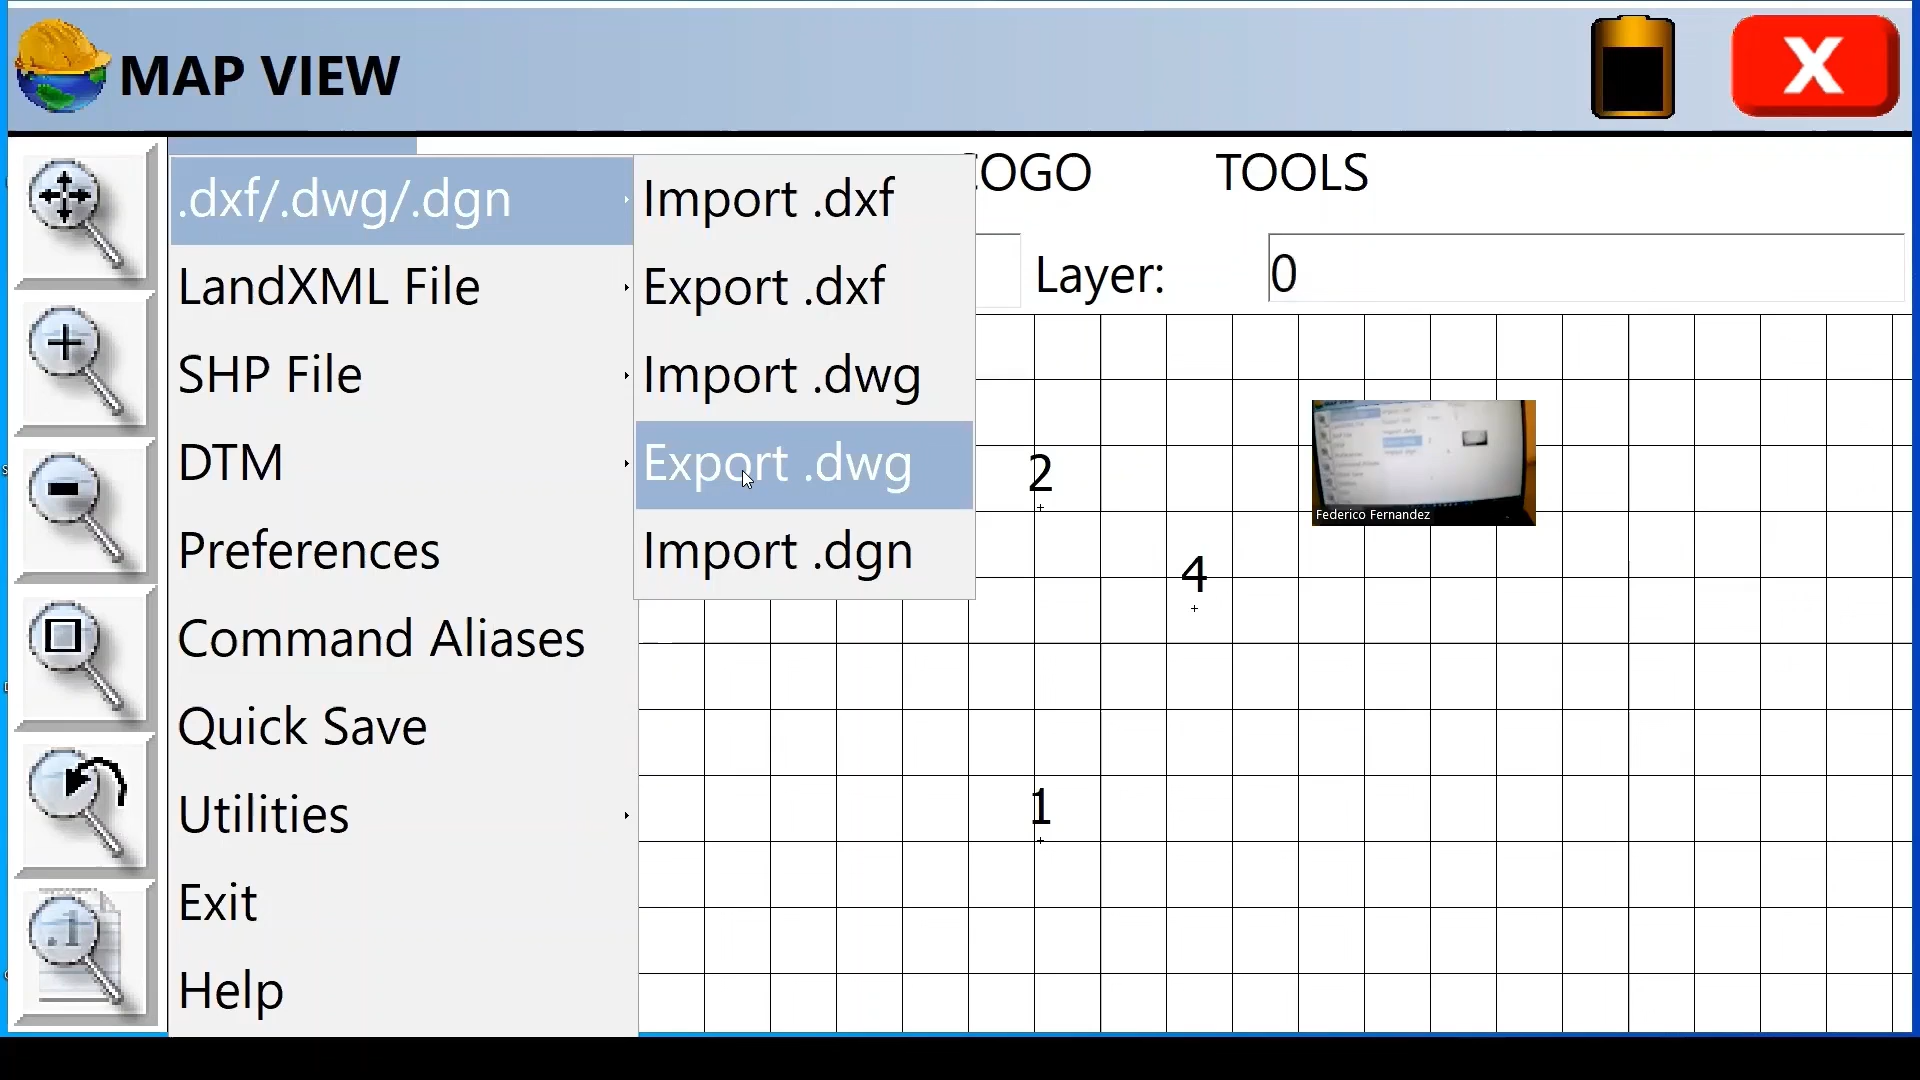 MAP VIEW
X
OGO
TOOLS
.dxf/.dwg/.dgn
LandXML File
SHP File
DTM
Preferences
Command Aliases
Quick Save
Utilities
Exit
Help
Import .dxf
Export .dxf
Import .dwg
Export .dwg
Import .dgn
Layer:
0
2
4
1
.1
Federico Fernandez